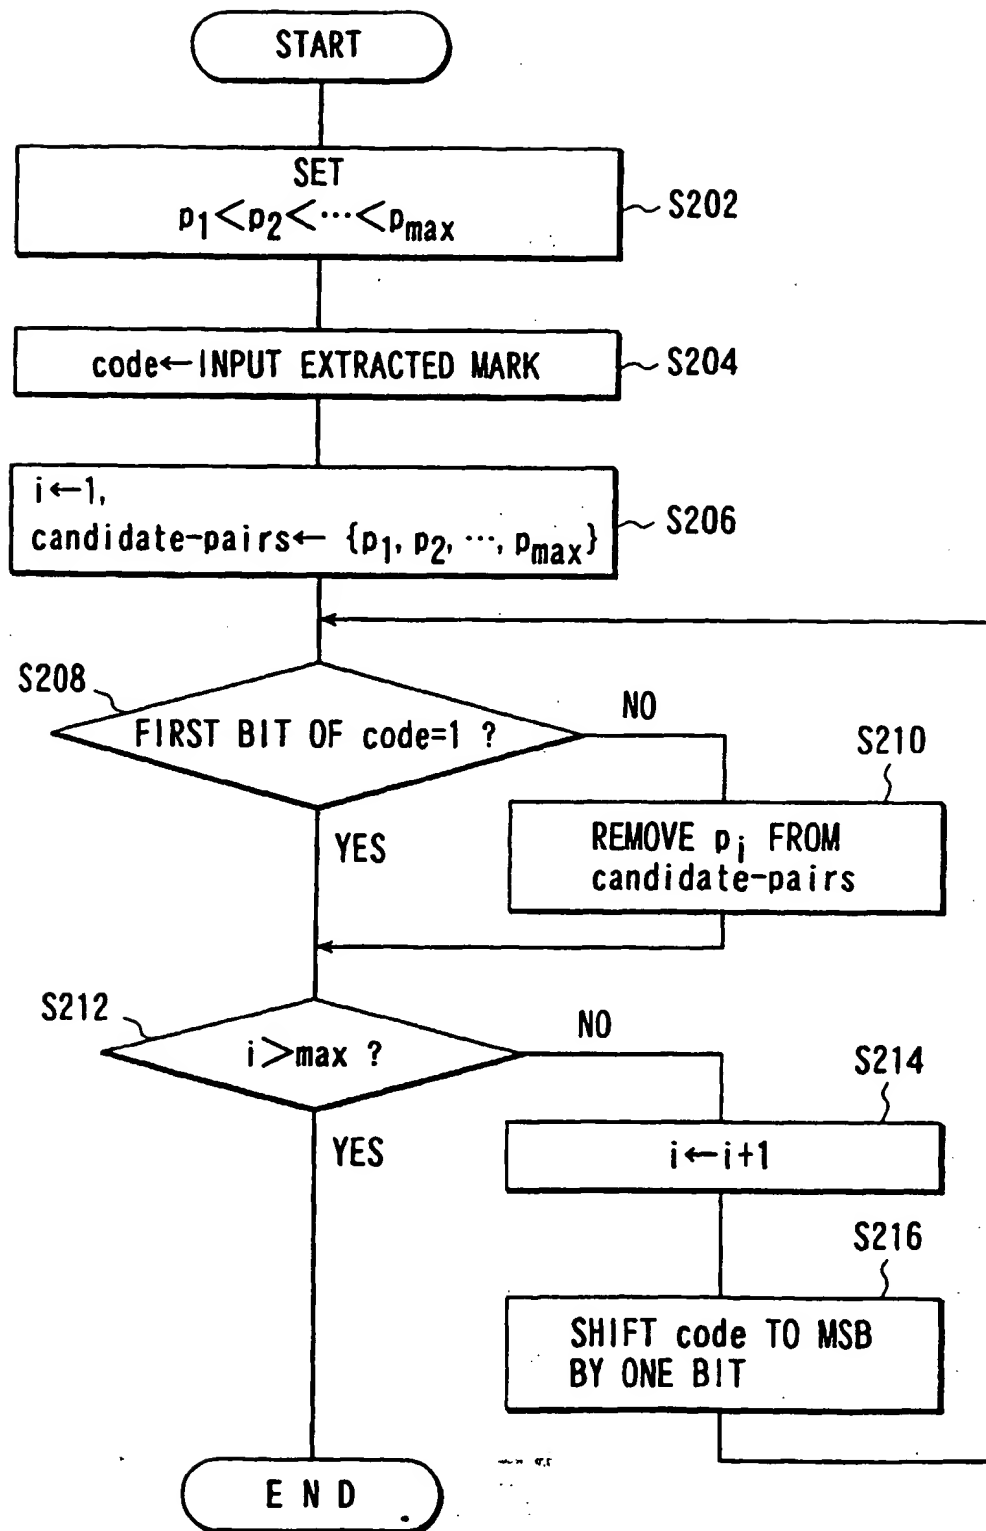 START
SET
p1<p2<⋯<pmax
S202
code←INPUT EXTRACTED MARK
S204
i←1,
candidate-pairs← {p1, p2, ⋯, pmax}
S206
S208
FIRST BIT OF code=1 ?
NO
S210
YES
REMOVE pi FROM
candidate-pairs
S212
i>max ?
NO
S214
YES
i←i+1
S216
SHIFT code TO MSB
BY ONE BIT
END